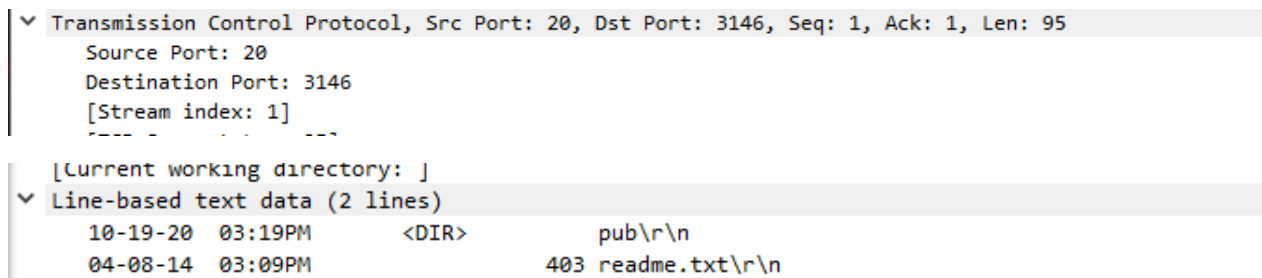 Transmission Control Protocol, Src Port: 20, Dst Port: 3146, Seq: 1, Ack: 1, Len: 95
Source Port: 20
Destination Port: 3146
[Stream index: 1]
[Current working directory: ]
Line-based text data (2 lines)
10-19-20  03:19PM       <DIR>          pub\r\n
04-08-14  03:09PM                  403 readme.txt\r\n